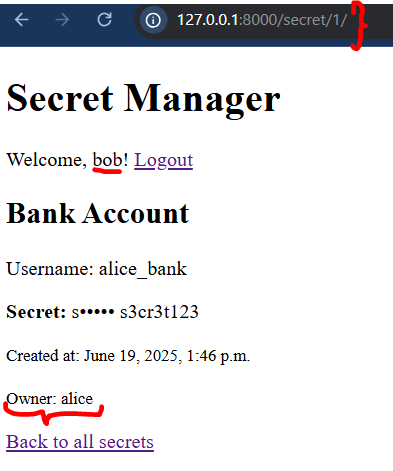 127.0.0.1:8000/secret/1/
Secret Manager
Welcome, bob! Logout
Bank Account
Username: alice_bank
Secret: s••••• s3cr3t123
Created at: June 19, 2025, 1:46 p.m.
Owner: alice
Back to all secrets